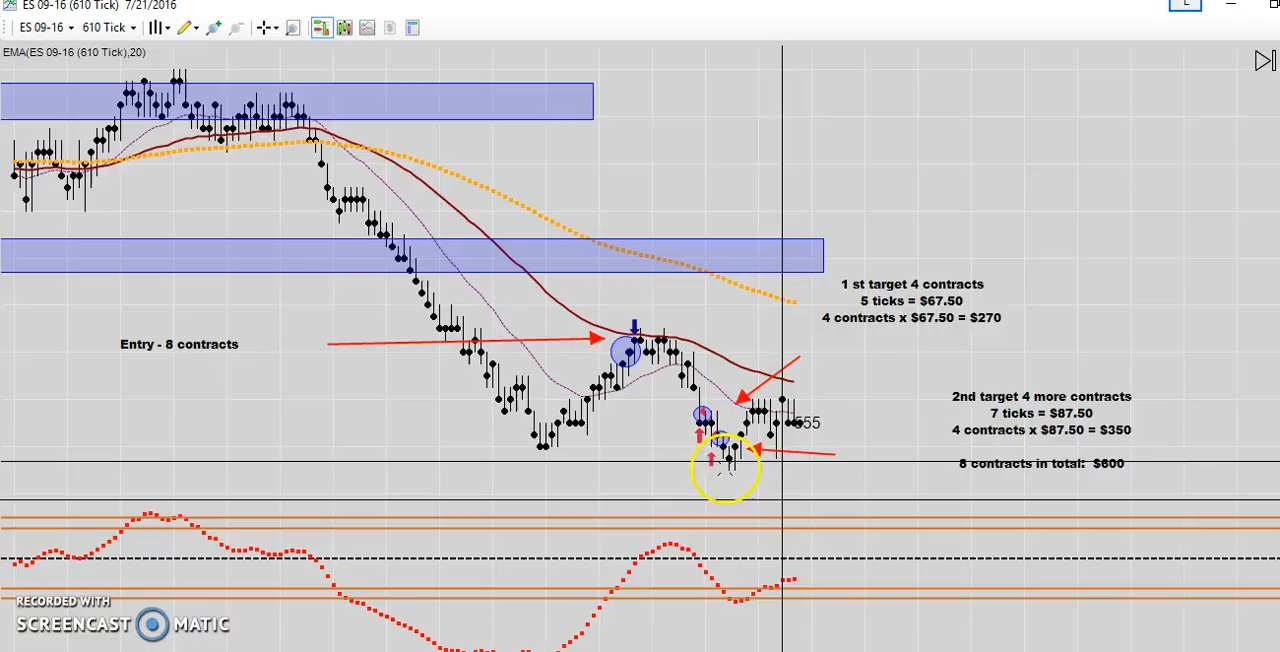 ES 09-16 (610 Tick) 7/21/2016
ES 09-16 610 Tick
EMA(ES 09-16 (610 Tick),20)
1 st target 4 contracts
5 ticks = $67.50
4 contracts x $67.50 = $270
Entry - 8 contracts
2nd target 4 more contracts
7 ticks = $87.50
4 contracts x $87.50 = $350
8 contracts in total: $600
RECORDED WITH
SCREENCAST MATIC